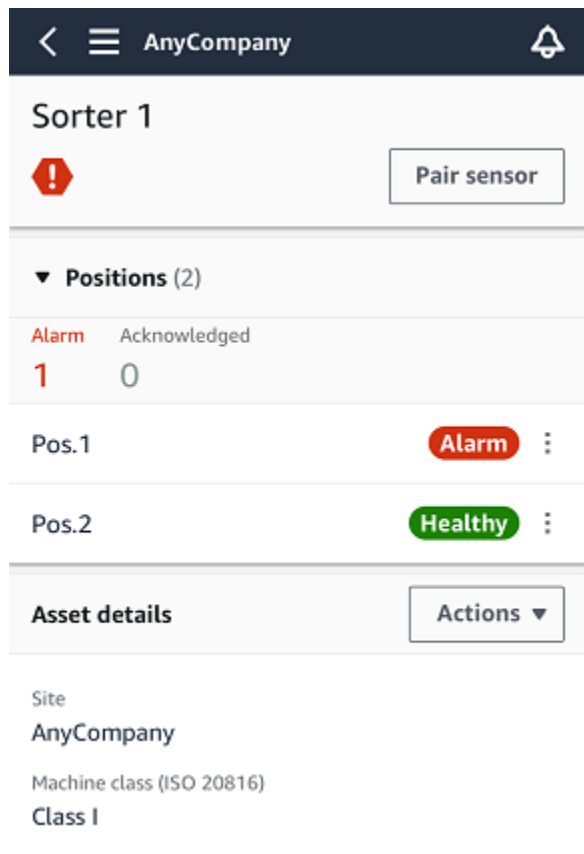 AnyCompany
Sorter 1
Pair sensor
Positions (2)
Alarm Acknowledged
1 0
Pos.1 Alarm
Pos.2 Healthy
Asset details Actions
Site
AnyCompany
Machine class (ISO 20816)
Class I